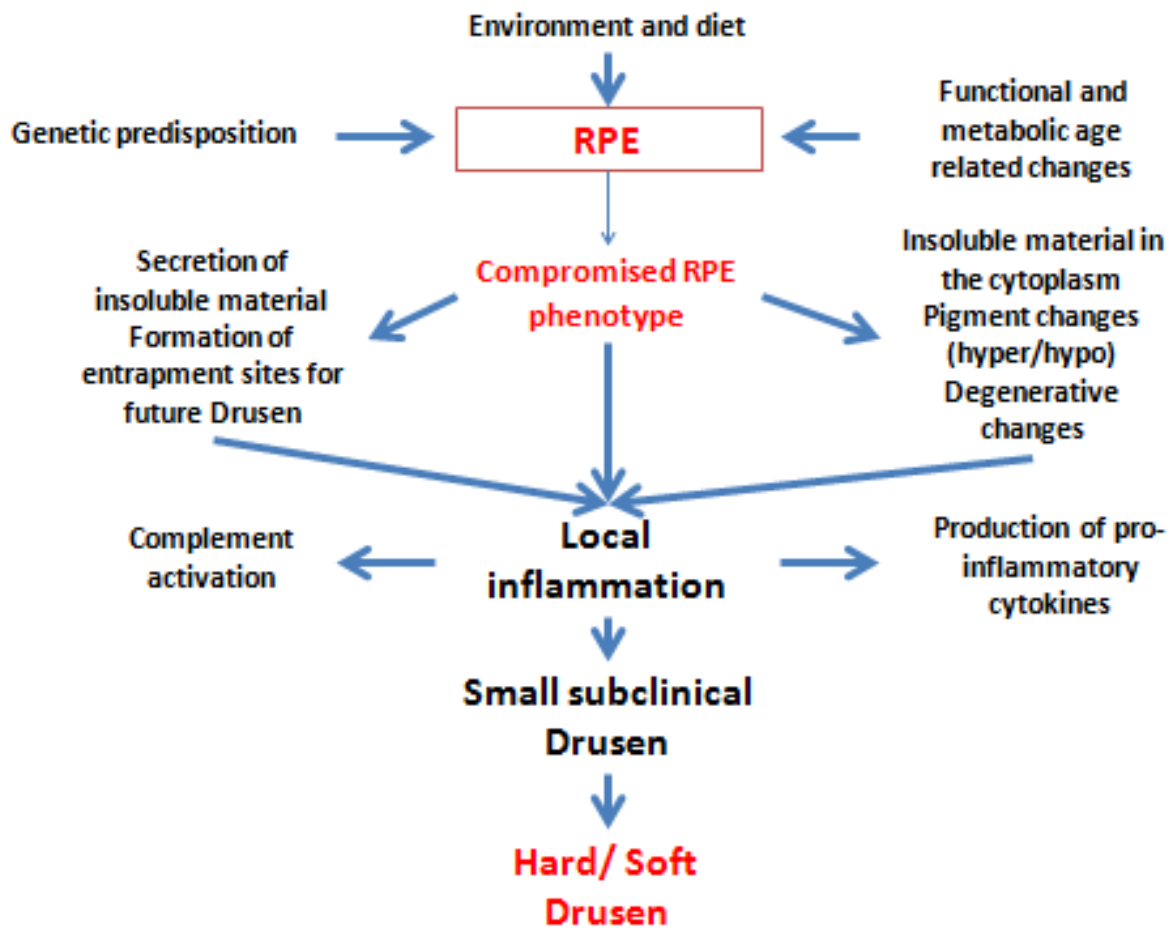 Environment and diet
Genetic predisposition
RPE
Functional and
metabolic age
related changes
Compromised RPE
phenotype
Secretion of
insoluble material
Formation of
entrapment sites for
future Drusen
Insoluble material in
the cytoplasm
Pigment changes
(hyper/hypo)
Degenerative
changes
Local
inflammation
Complement
activation
Production of pro-
inflammatory
cytokines
Small subclinical
Drusen
Hard/ Soft
Drusen